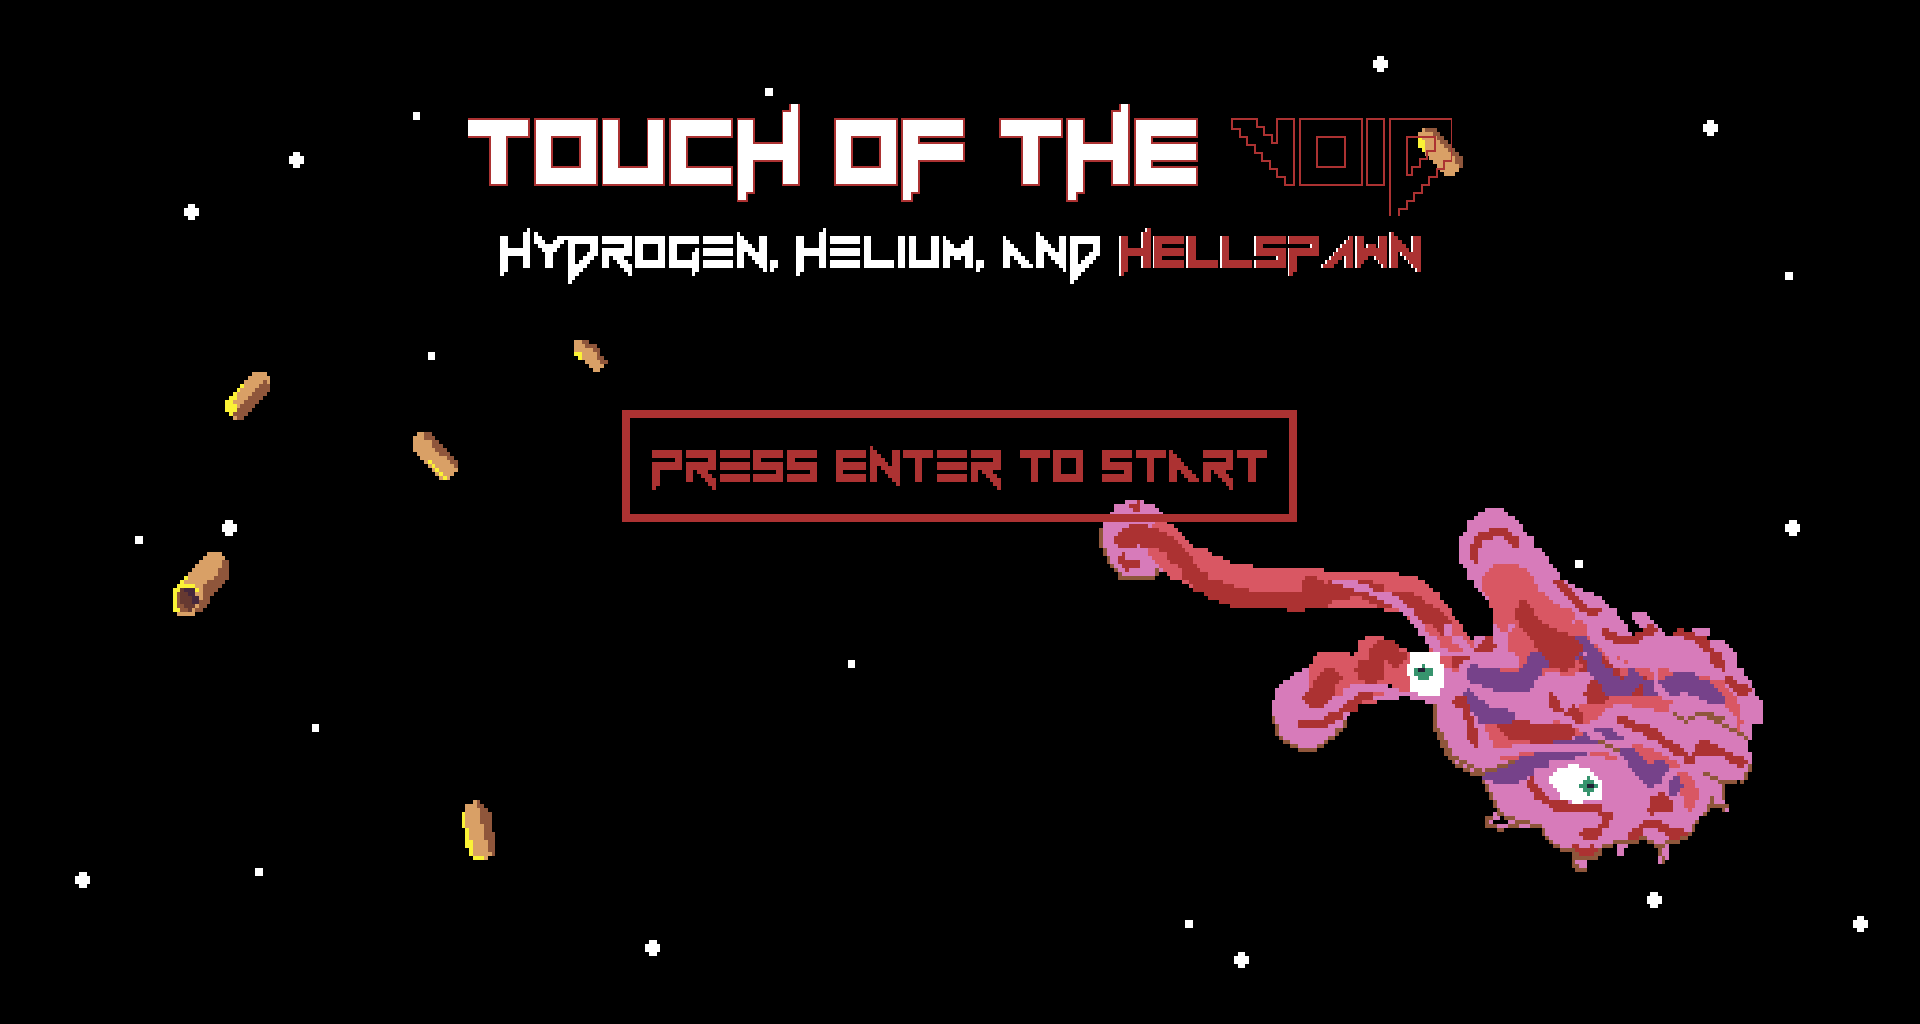 TOUCH OF THE VOID
HYDROGEN, HELIUM, AND HELLSPAWN
PRESS ENTER TO START